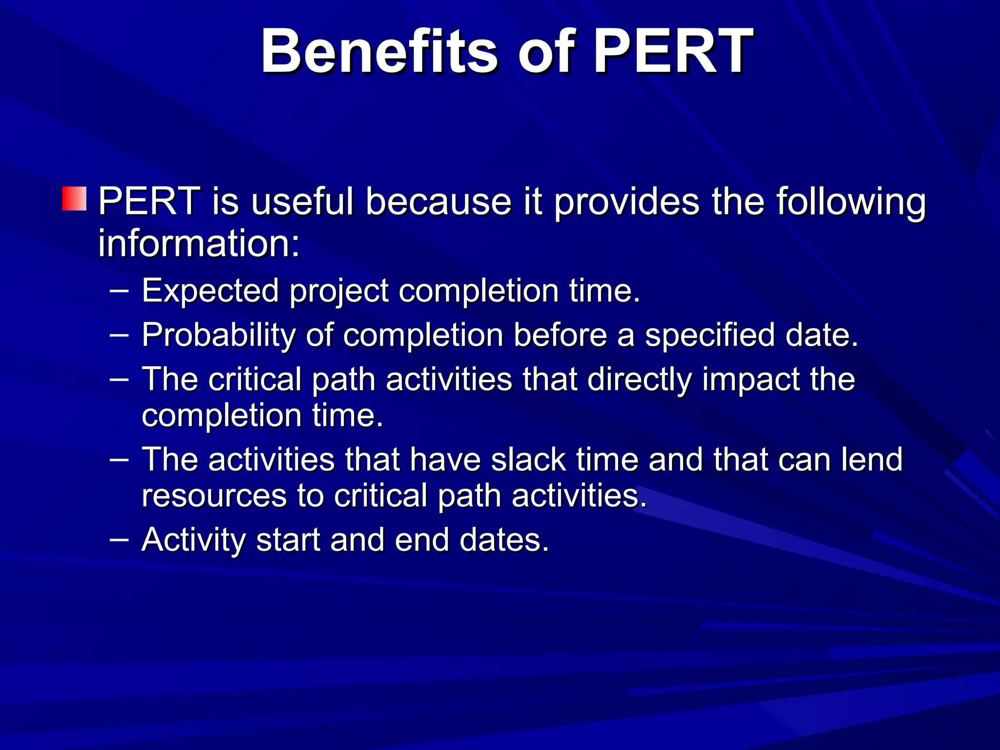 Benefits of PERT
PERT is useful because it provides the following
information:
– Expected project completion time.
– Probability of completion before a specified date.
– The critical path activities that directly impact the
completion time.
– The activities that have slack time and that can lend
resources to critical path activities.
– Activity start and end dates.